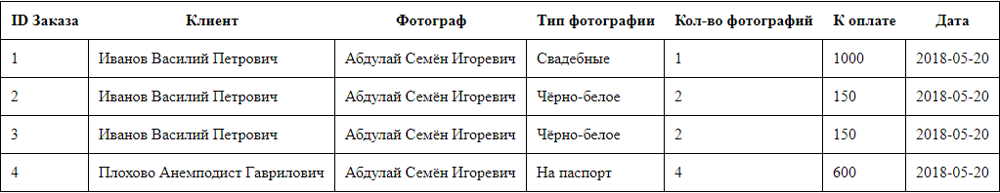 ID Заказа Клиент Фотограф Тип фотографии Кол-во фотографий К оплате Дата
1 Иванов Василий Петрович Абдулай Семён Игоревич Свадебные 1 1000 2018-05-20
2 Иванов Василий Петрович Абдулай Семён Игоревич Чёрно-белое 2 150 2018-05-20
3 Иванов Василий Петрович Абдулай Семён Игоревич Чёрно-белое 2 150 2018-05-20
4 Плохово Анемподист Гаврилович Абдулай Семён Игоревич На паспорт 4 600 2018-05-20